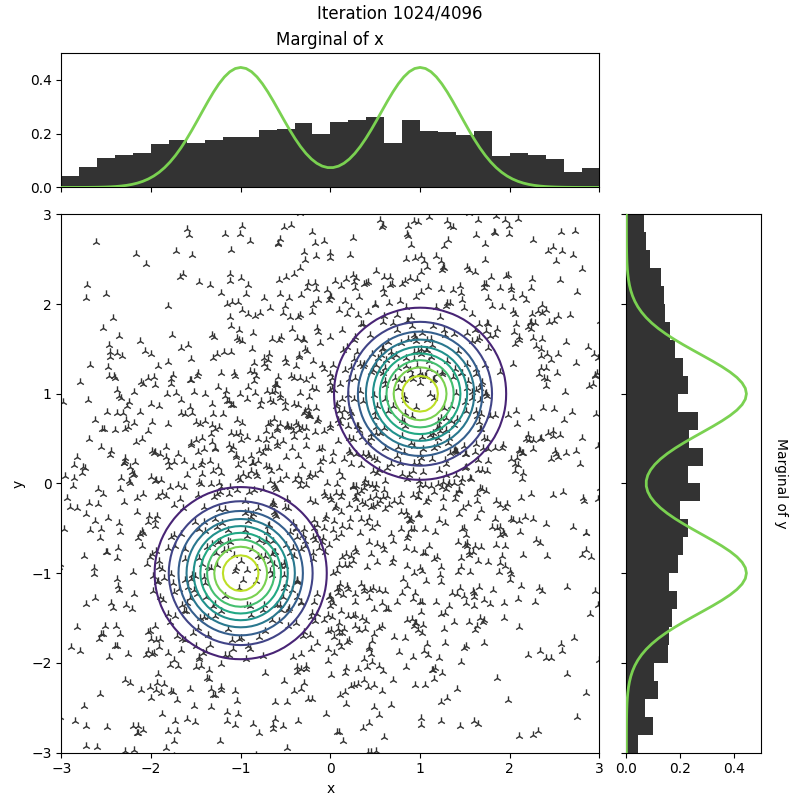 Iteration 1024/4096
Marginal of x
0.4
0.2
0.0
3
2
1
0
−1
−2
−3
y
−3 −2 −1 0 1 2 3
x
0.0 0.2 0.4
Marginal of y